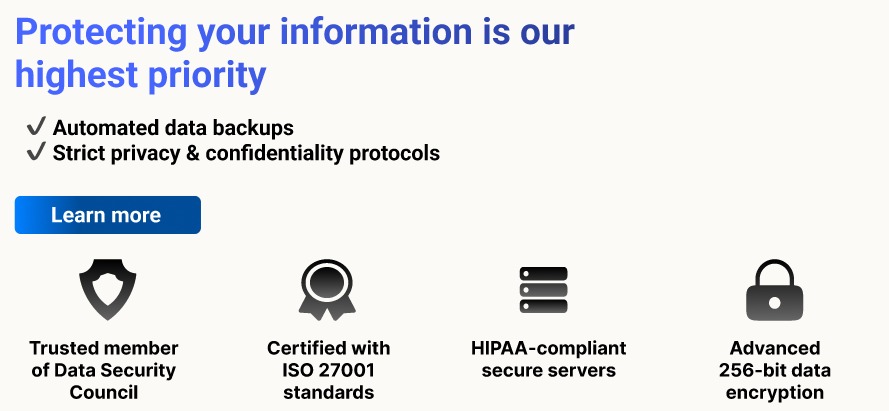 Protecting your information is our
highest priority
Automated data backups
Strict privacy & confidentiality protocols
Learn more
Trusted member
of Data Security
Council
Certified with
ISO 27001
standards
HIPAA-compliant
secure servers
Advanced
256-bit data
encryption